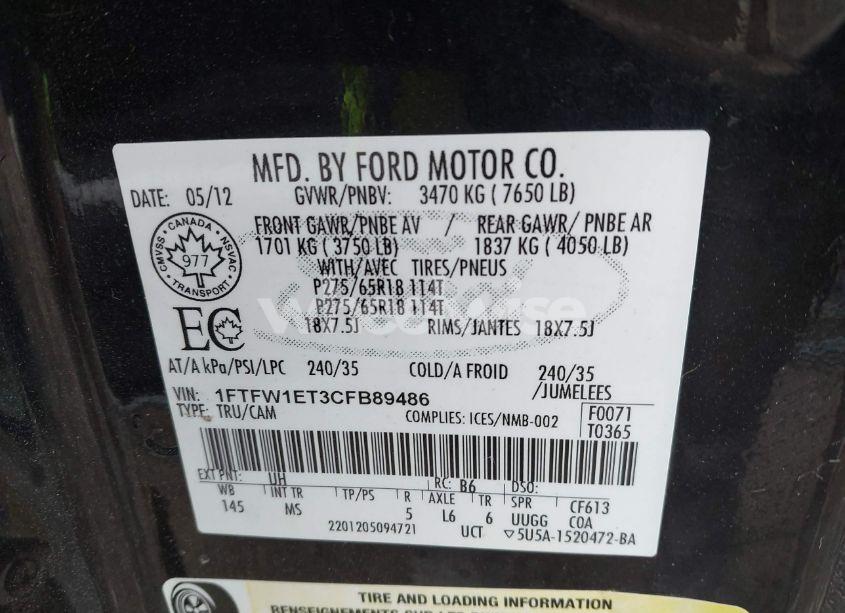 MFD. BY FORD MOTOR CO.
DATE: 05/12 GVWR/PNBV: 3470 KG ( 7650 LB)
FRONT GAWR/PNBE AV / REAR GAWR/ PNBE AR
1701 KG ( 3750 LB) 1837 KG ( 4050 LB)
CMVSS · CANADA · NSVAC
977
TRANSPORT
WITH/AVEC TIRES/PNEUS
P275/65R18 114T
P275/65R18 114T
18X7.5J RIMS/JANTES 18X7.5J
EC
AT/A kPa/PSI/LPC 240/35 COLD/A FROID 240/35
/JUMELEES
VIN: 1FTFW1ET3CFB89486
TYPE: TRU/CAM COMPLIES: ICES/NMB-002
F0071
T0365
EXT PNT: UH RC: B6 DSO:
WB INT TR TP/PS R AXLE TR SPR CF613
145 MS 5 L6 6 UUGG COA
2201205094721 UCT ▽5U5A-1520472-BA
TIRE AND LOADING INFORMATION